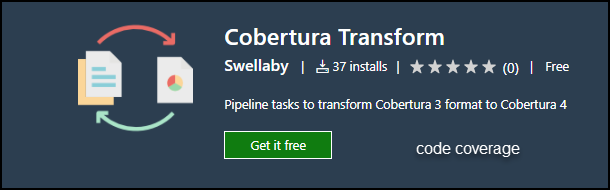 Cobertura Transform
Swellaby | 37 installs | (0) | Free
Pipeline tasks to transform Cobertura 3 format to Cobertura 4
Get it free
code coverage